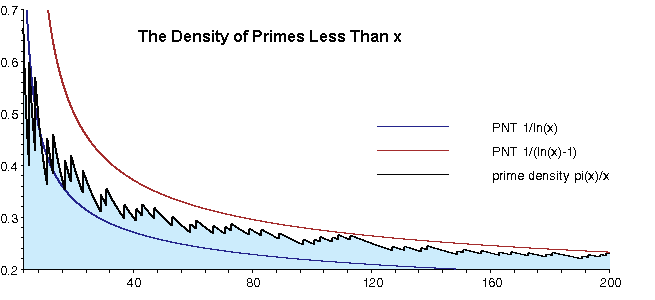 The Density of Primes Less Than x
0.7
0.6
0.5
0.4
0.3
0.2
PNT 1/ln(x)
PNT 1/(ln(x)-1)
prime density pi(x)/x
40
80
120
160
200